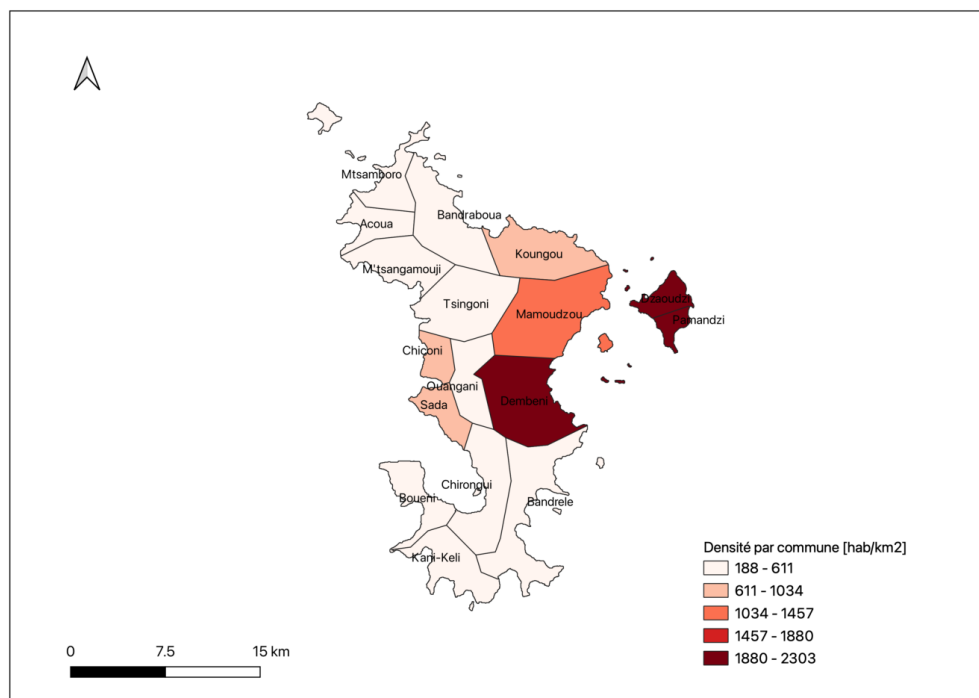 Mtsamboro
Acoua
Bandraboua
Koungou
M'tsangamouji
Tsingoni
Mamoudzou
Dzaoudzi
Pamandzi
Chiconi
Ouangani
Sada
Dembeni
Chirongui
Boueni
Bandrele
Kani-Keli
Densité par commune [hab/km2]
188 - 611
611 - 1034
1034 - 1457
1457 - 1880
1880 - 2303
0 7.5 15 km